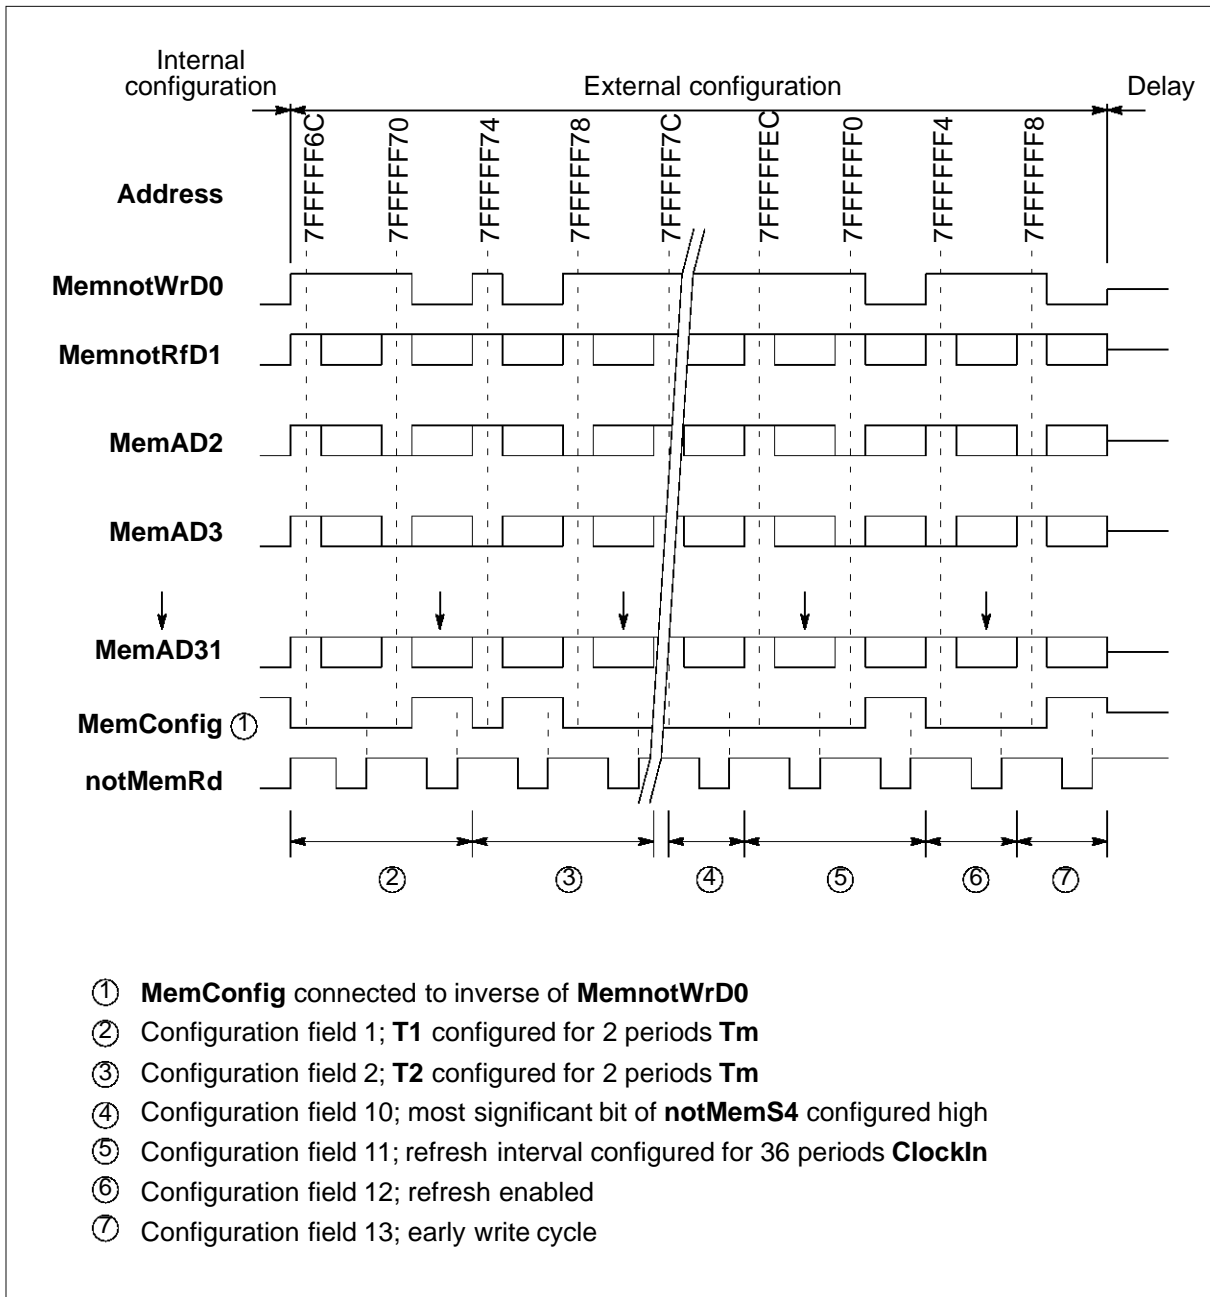 Internal
configuration
External configuration
Delay
Address
7FFFFF6C
7FFFFF70
7FFFFF74
7FFFFF78
7FFFFF7C
7FFFFFEC
7FFFFFF0
7FFFFFF4
7FFFFFF8
MemnotWrD0
MemnotRfD1
MemAD2
MemAD3
MemAD31
MemConfig ①
notMemRd
② ③ ④ ⑤ ⑥ ⑦
① MemConfig connected to inverse of MemnotWrD0
② Configuration field 1; T1 configured for 2 periods Tm
③ Configuration field 2; T2 configured for 2 periods Tm
④ Configuration field 10; most significant bit of notMemS4 configured high
⑤ Configuration field 11; refresh interval configured for 36 periods ClockIn
⑥ Configuration field 12; refresh enabled
⑦ Configuration field 13; early write cycle